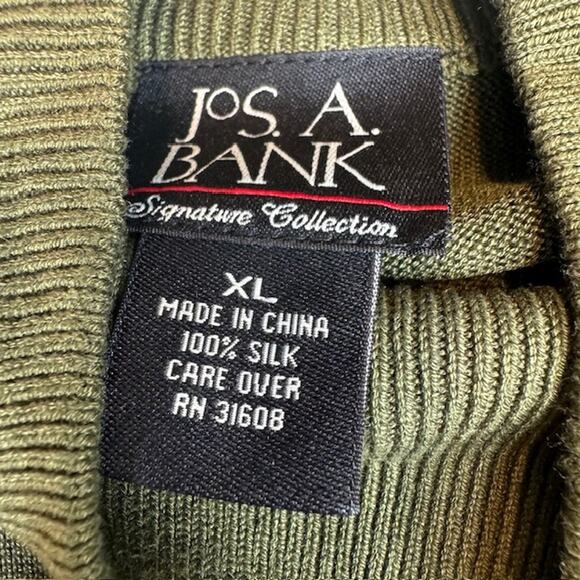 JOS. A.
BANK
Signature Collection
XL
MADE IN CHINA
100% SILK
CARE OVER
RN 31608